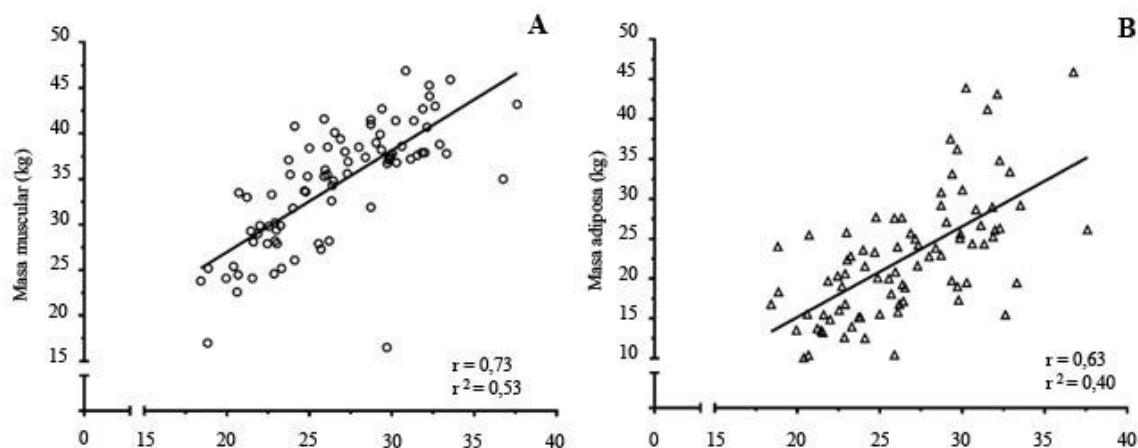 A
Masa muscular (kg)
50
45
40
35
30
25
20
15
r = 0,73
r² = 0,53
0 15 20 25 30 35 40
B
Masa adiposa (kg)
50
45
40
35
30
25
20
15
10
r = 0,63
r² = 0,40
0 15 20 25 30 35 40